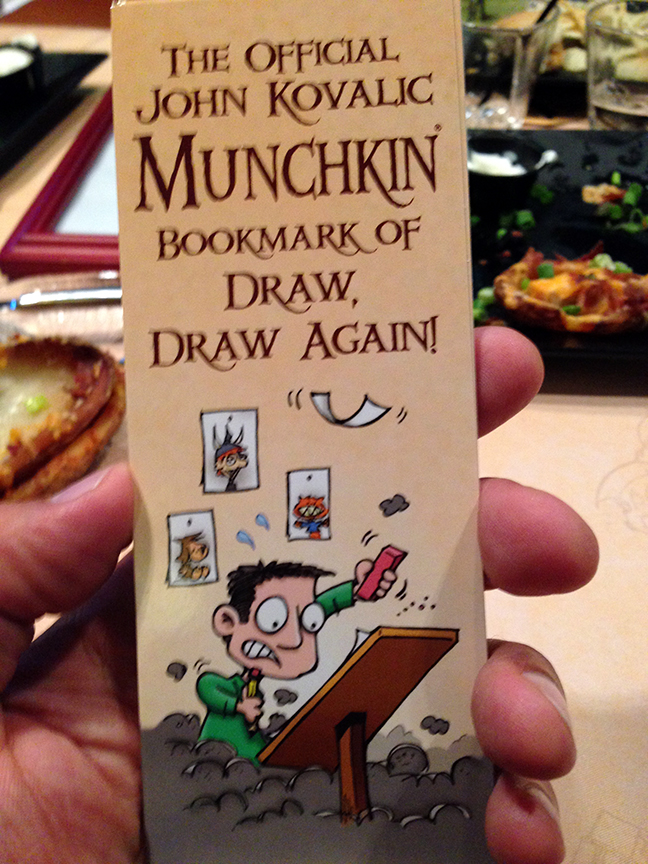 THE OFFICIAL
JOHN KOVALIC
MUNCHKIN®
BOOKMARK OF
DRAW,
DRAW AGAIN!